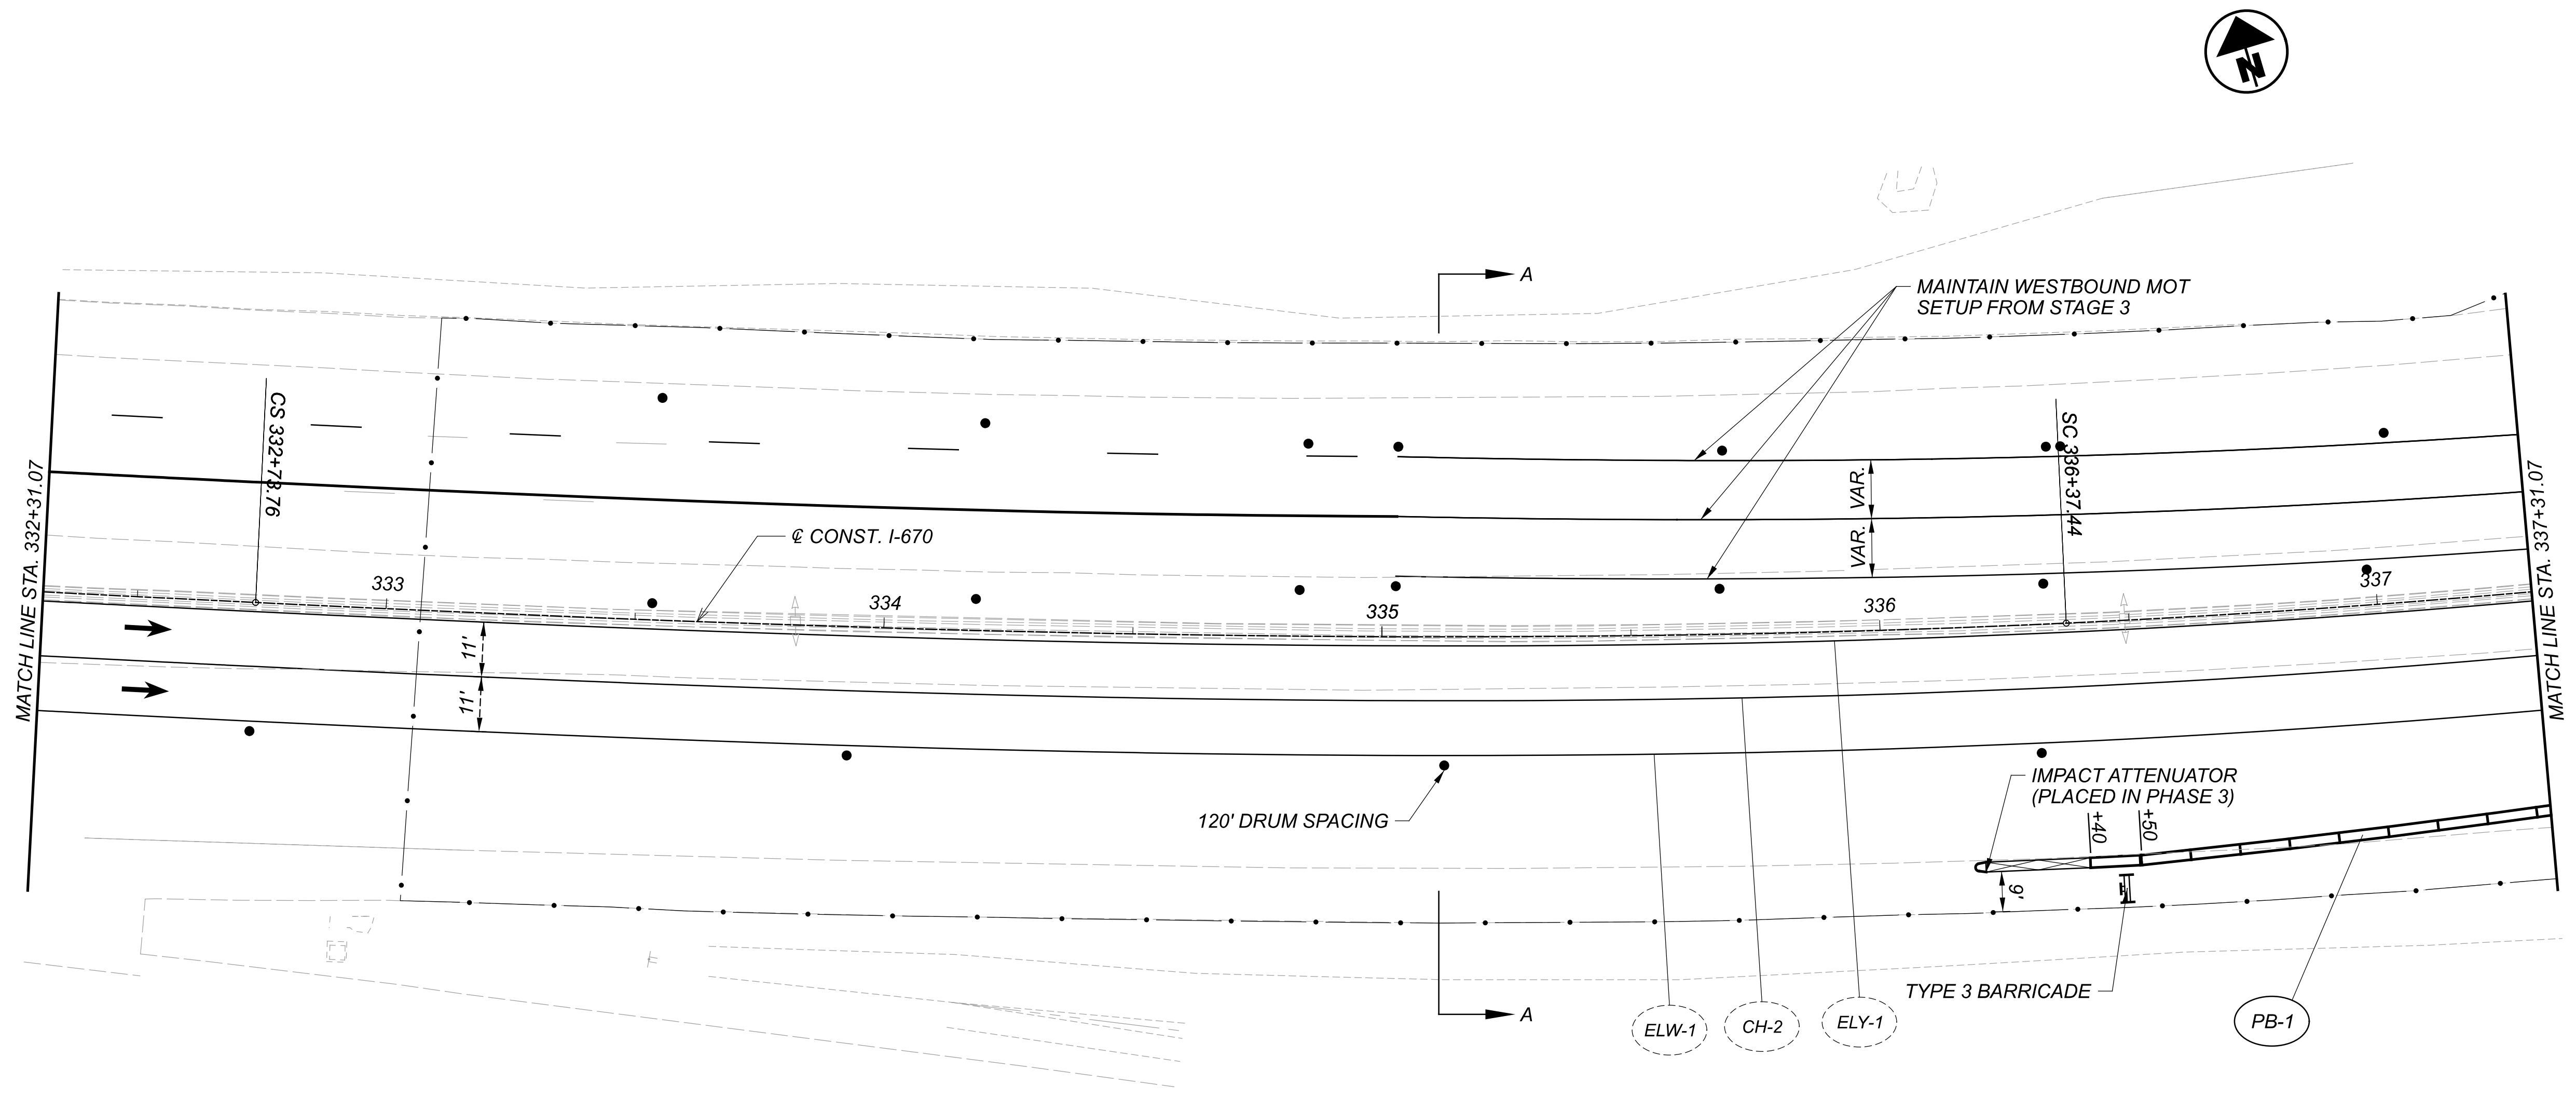 N
A
MAINTAIN WESTBOUND MOT
SETUP FROM STAGE 3
MATCH LINE STA. 332+31.07
CS 332+73.76
SC 336+37.44
MATCH LINE STA. 337+31.07
VAR.
VAR.
℄ CONST. I-670
333
334
335
336
337
11'
11'
120' DRUM SPACING
IMPACT ATTENUATOR
(PLACED IN PHASE 3)
+40
+50
9'
TYPE 3 BARRICADE
A
ELW-1
CH-2
ELY-1
PB-1